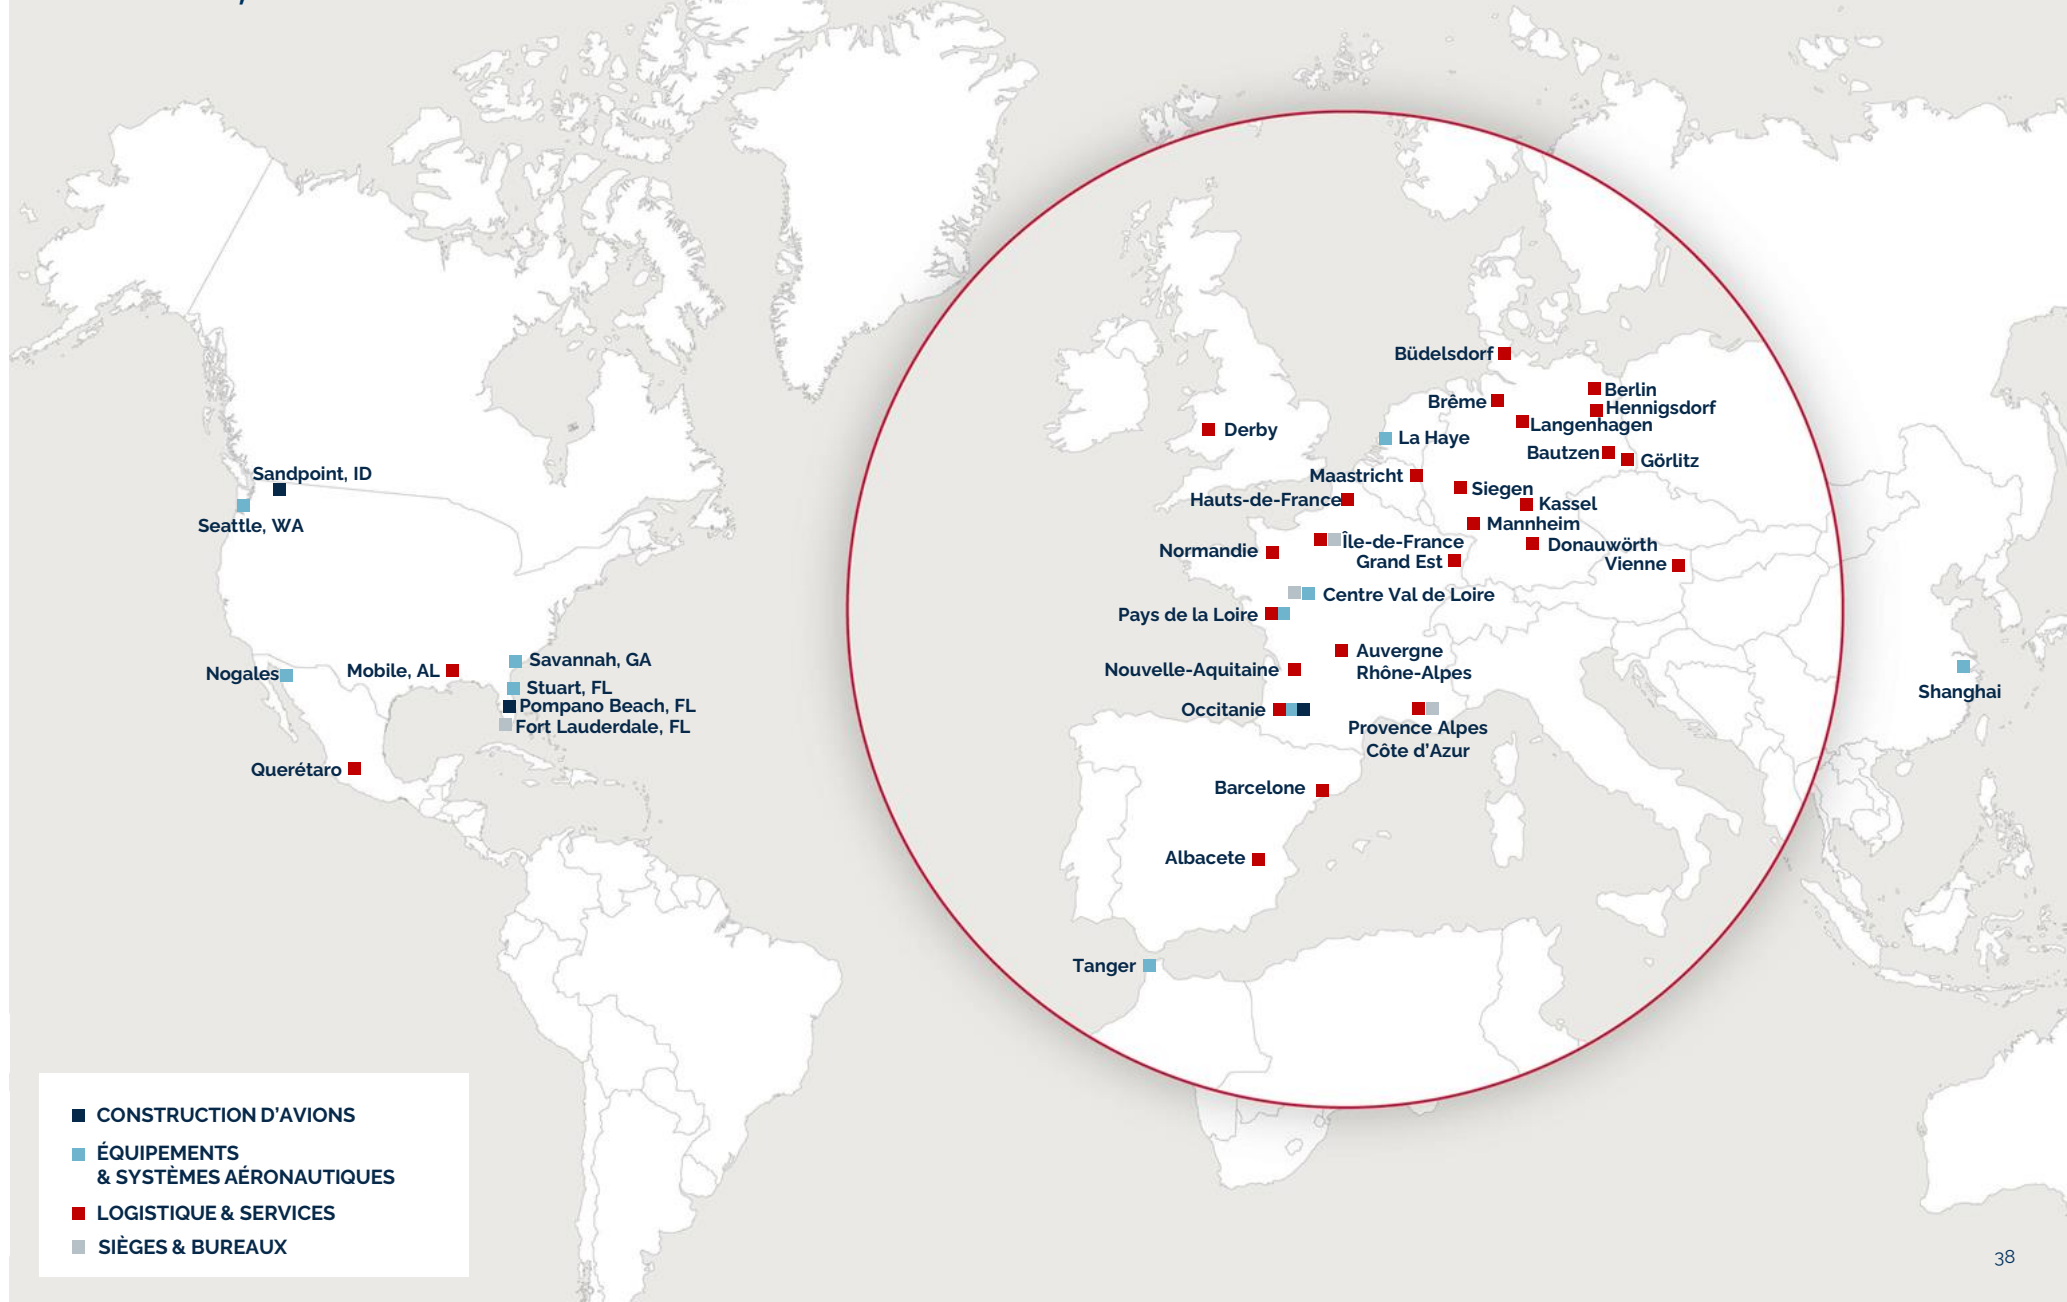 Sandpoint, ID
Seattle, WA
Nogales
Mobile, AL
Savannah, GA
Stuart, FL
Pompano Beach, FL
Fort Lauderdale, FL
Querétaro
Büdelsdorf
Berlin
Brême
Hennigsdorf
Langenhagen
Derby
La Haye
Bautzen
Görlitz
Maastricht
Siegen
Hauts-de-France
Kassel
Mannheim
Île-de-France
Donauwörth
Normandie
Grand Est
Vienne
Centre Val de Loire
Pays de la Loire
Auvergne
Rhône-Alpes
Nouvelle-Aquitaine
Occitanie
Provence Alpes
Côte d'Azur
Barcelone
Albacete
Tanger
Shanghai
CONSTRUCTION D'AVIONS
ÉQUIPEMENTS
& SYSTÈMES AÉRONAUTIQUES
LOGISTIQUE & SERVICES
SIÈGES & BUREAUX
38